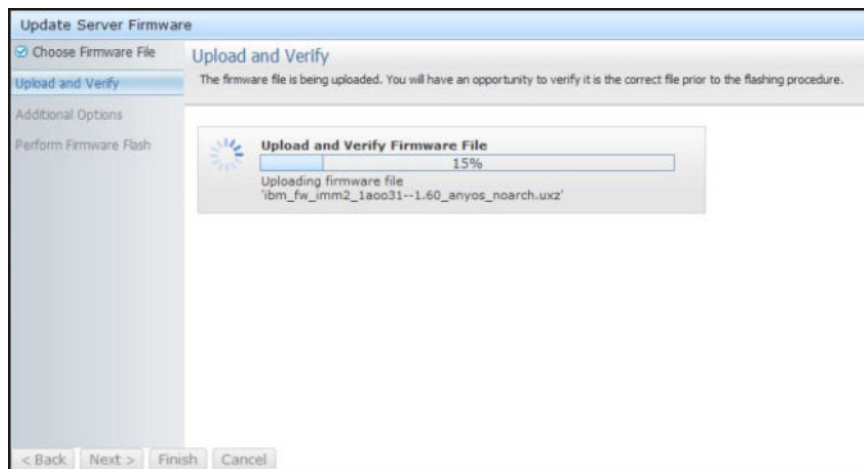 Update Server Firmware
Choose Firmware File
Upload and Verify
Additional Options
Perform Firmware Flash
Upload and Verify
The firmware file is being uploaded. You will have an opportunity to verify it is the correct file prior to the flashing procedure.
Upload and Verify Firmware File
15%
Uploading firmware file
'ibm_fw_imm2_1aoo31--1.60_anyos_noarch.uxz'
< Back Next > Finish Cancel